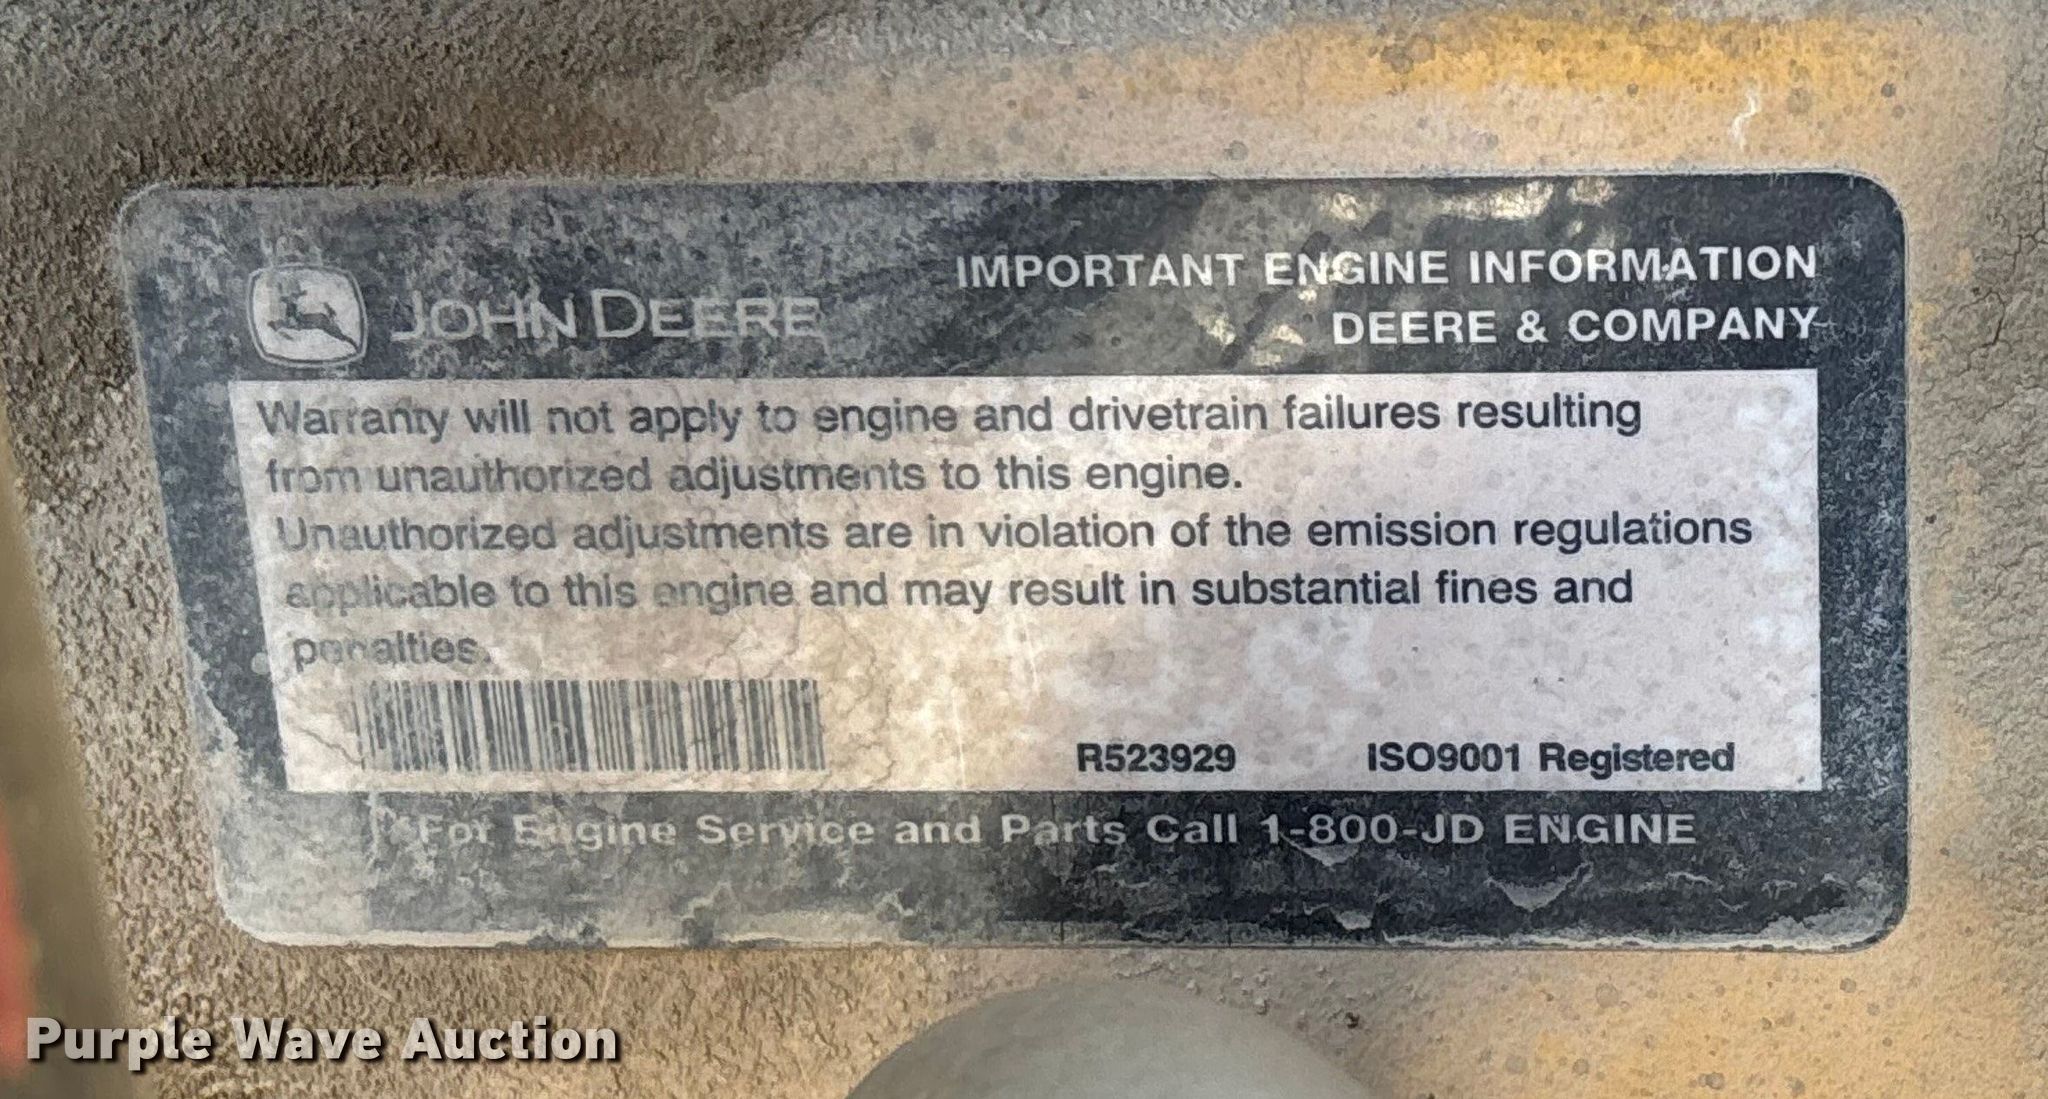 JOHN DEERE
IMPORTANT ENGINE INFORMATION
DEERE & COMPANY
Warranty will not apply to engine and drivetrain failures resulting
from unauthorized adjustments to this engine.
Unauthorized adjustments are in violation of the emission regulations
applicable to this engine and may result in substantial fines and
penalties.
R523929 ISO9001 Registered
For Engine Service and Parts Call 1-800-JD ENGINE
Purple Wave Auction